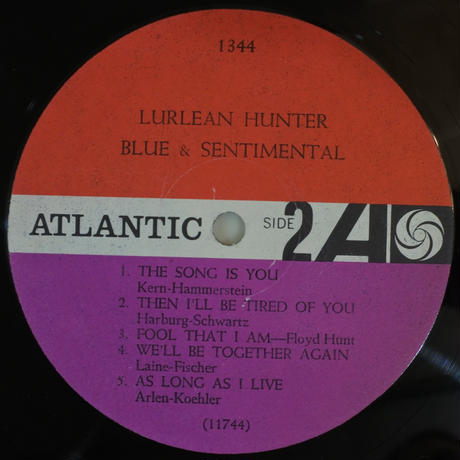 1344
LURLEAN HUNTER
BLUE & SENTIMENTAL
ATLANTIC SIDE 2 A
1. THE SONG IS YOU
Kern-Hammerstein
2. THEN I'LL BE TIRED OF YOU
Harburg-Schwartz
3. FOOL THAT I AM—Floyd Hunt
4. WE'LL BE TOGETHER AGAIN
Laine-Fischer
5. AS LONG AS I LIVE
Arlen-Koehler
(11744)